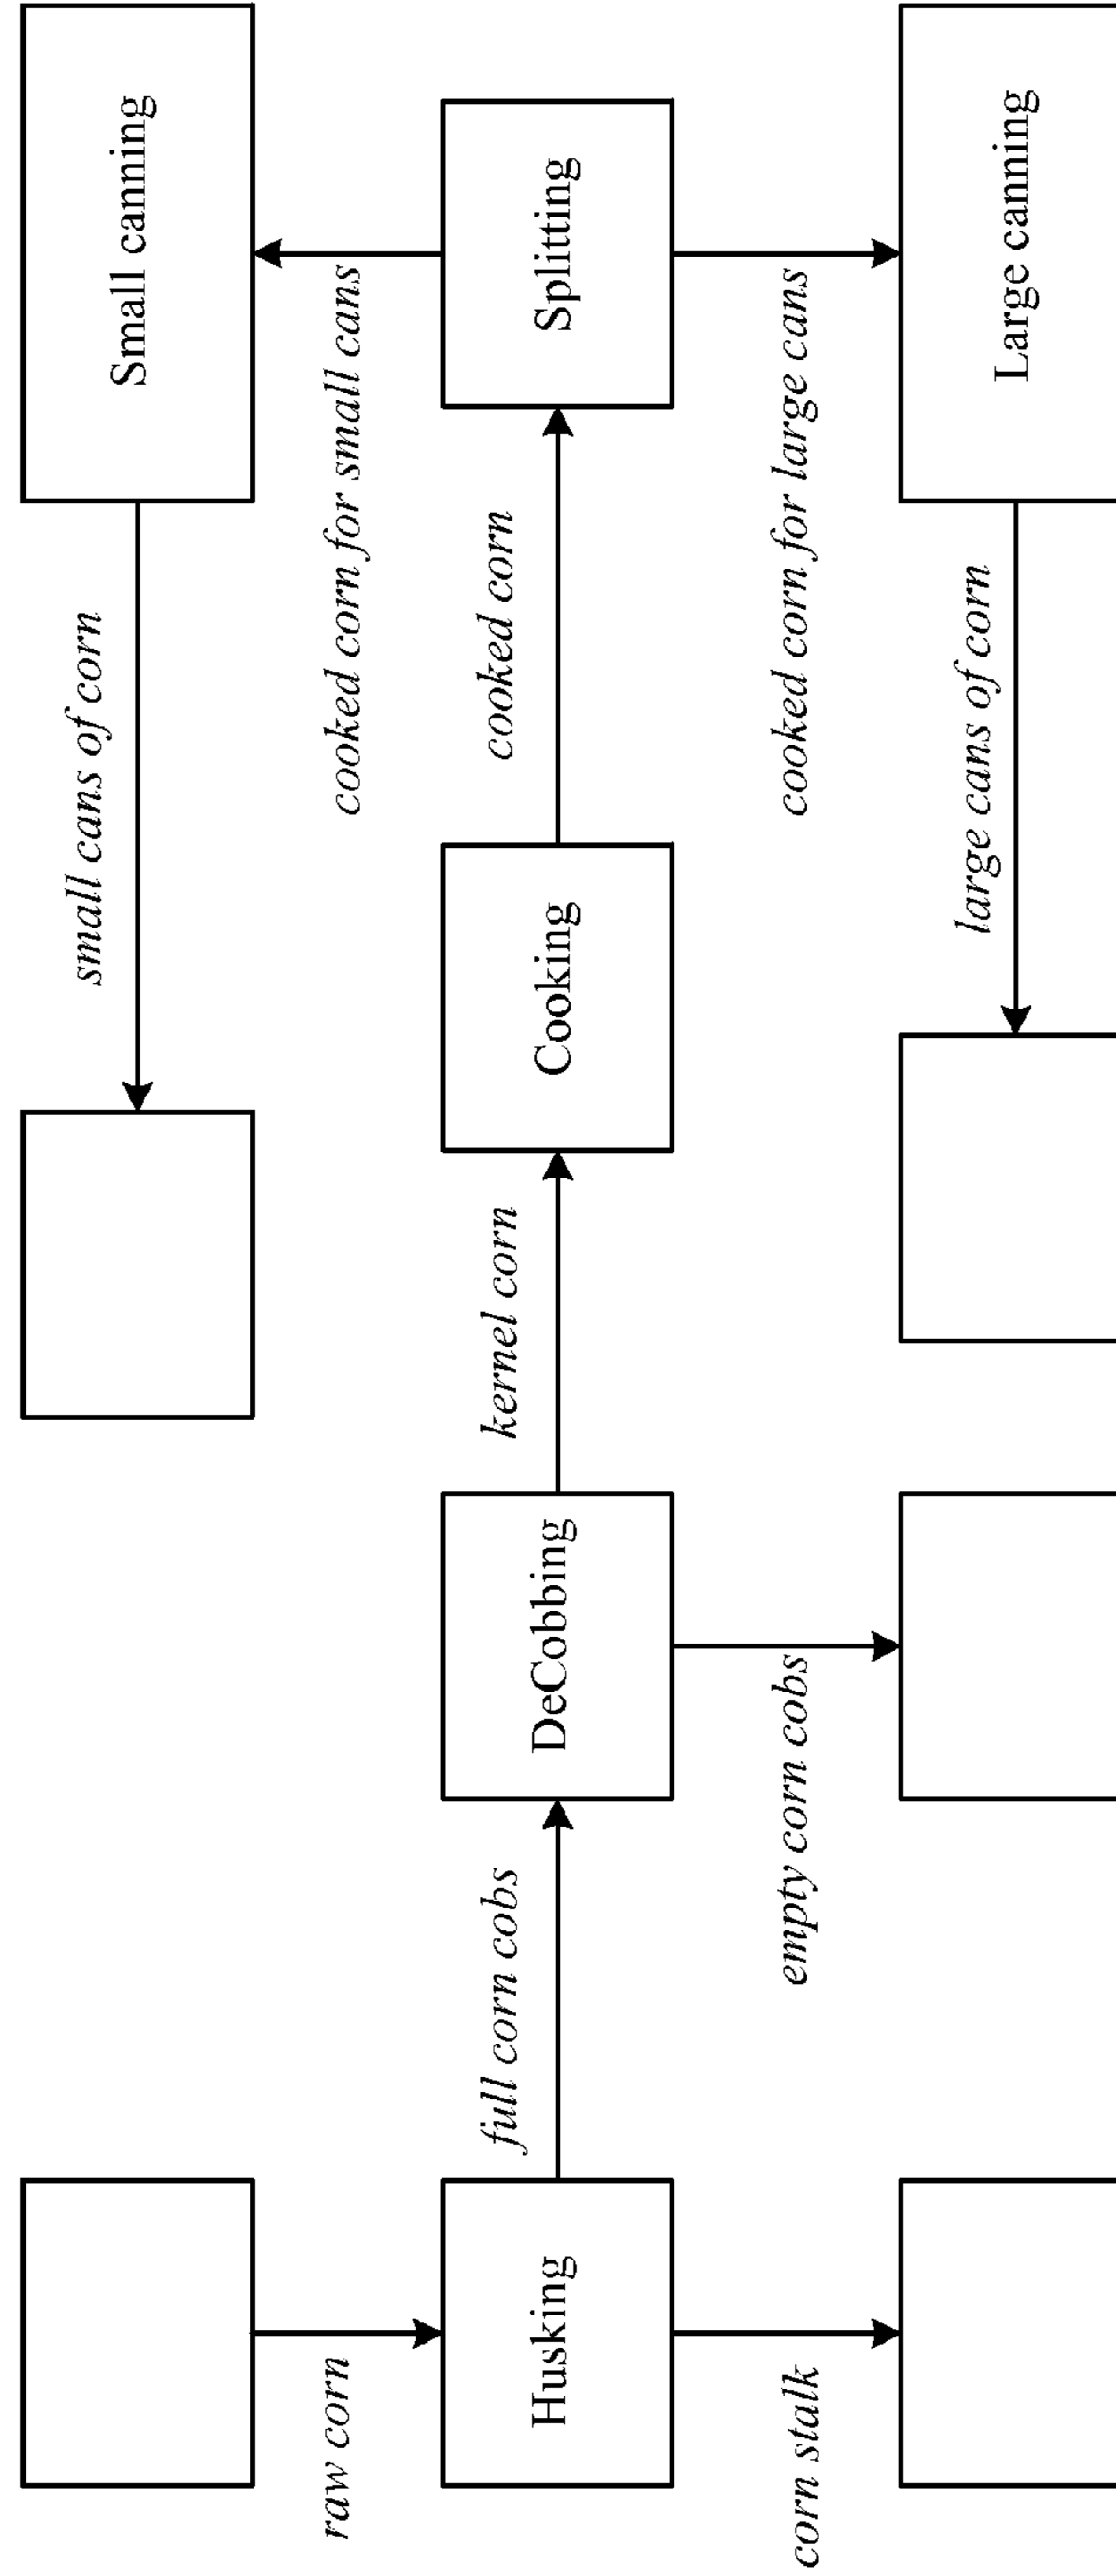 raw corn
Husking
corn stalk
full corn cobs
DeCobbing
empty corn cobs
kernel corn
Cooking
cooked corn
Splitting
cooked corn for small cans
Small canning
small cans of corn
cooked corn for large cans
Large canning
large cans of corn